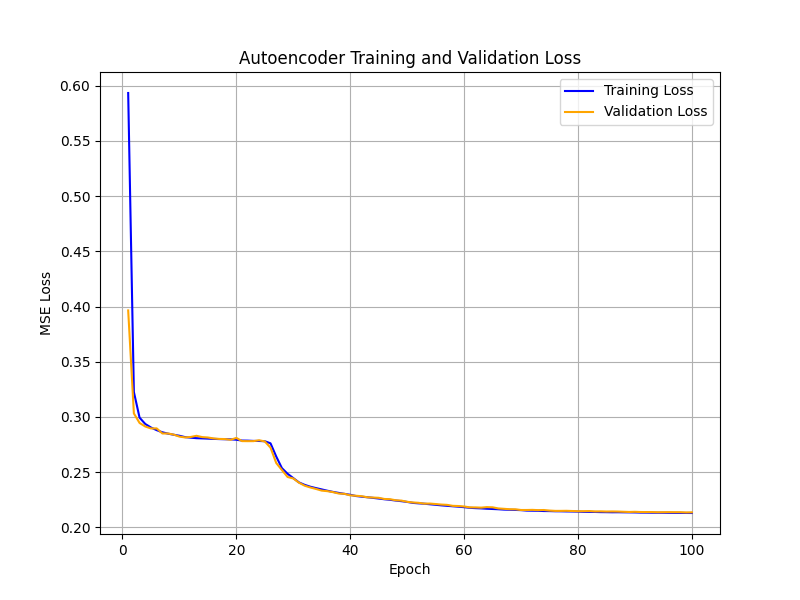 Autoencoder Training and Validation Loss
Training Loss
Validation Loss
0.60
0.55
0.50
0.45
0.40
0.35
0.30
0.25
0.20
MSE Loss
0 20 40 60 80 100
Epoch